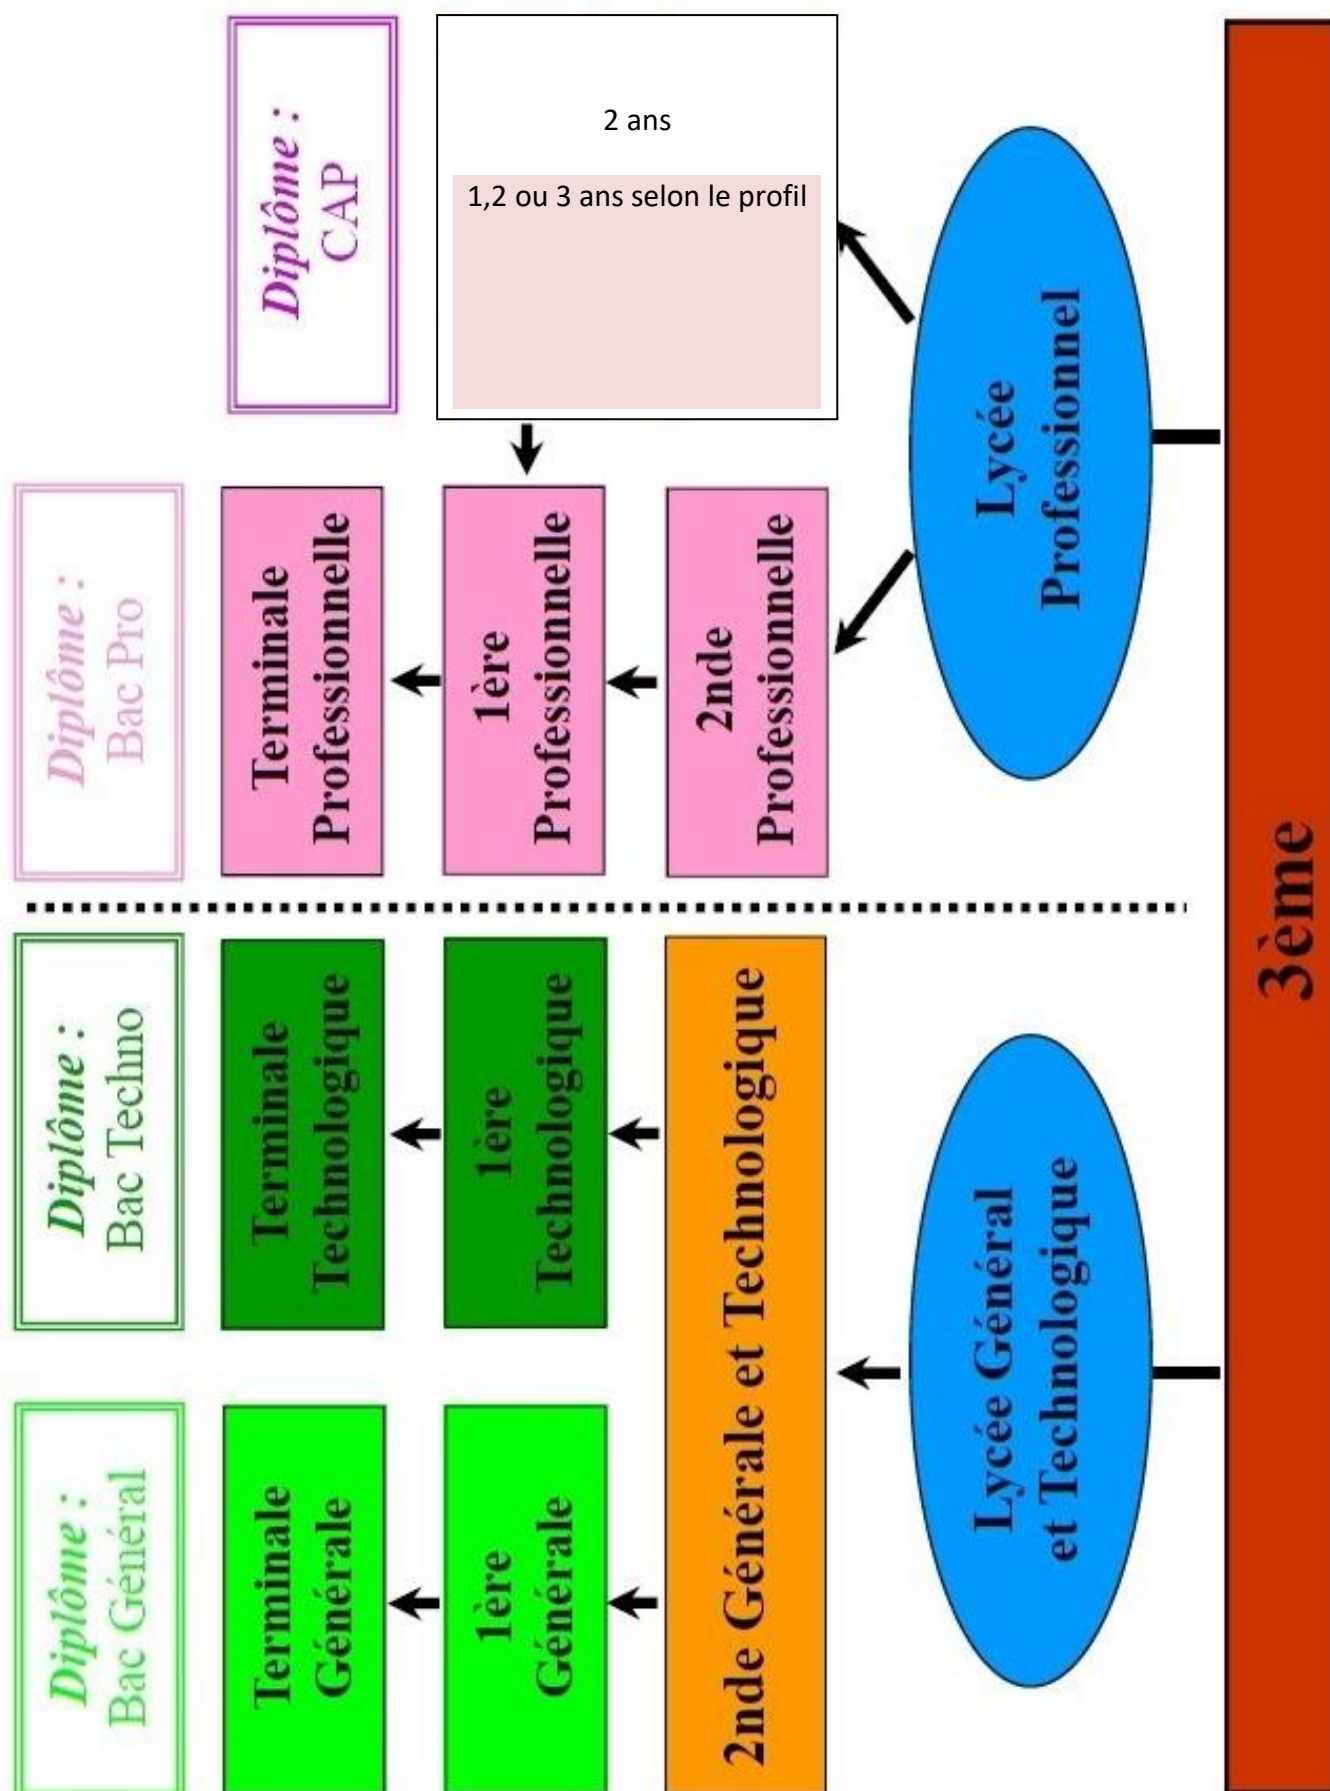 Diplôme :
Bac Général
Diplôme :
Bac Techno
Diplôme :
Bac Pro
Diplôme :
CAP
Terminale
Générale
Terminale
Technologique
Terminale
Professionnelle
2 ans
1,2 ou 3 ans selon le profil
1ère
Générale
1ère
Technologique
1ère
Professionnelle
2nde Générale et Technologique
2nde
Professionnelle
Lycée Général
et Technologique
Lycée
Professionnel
3ème